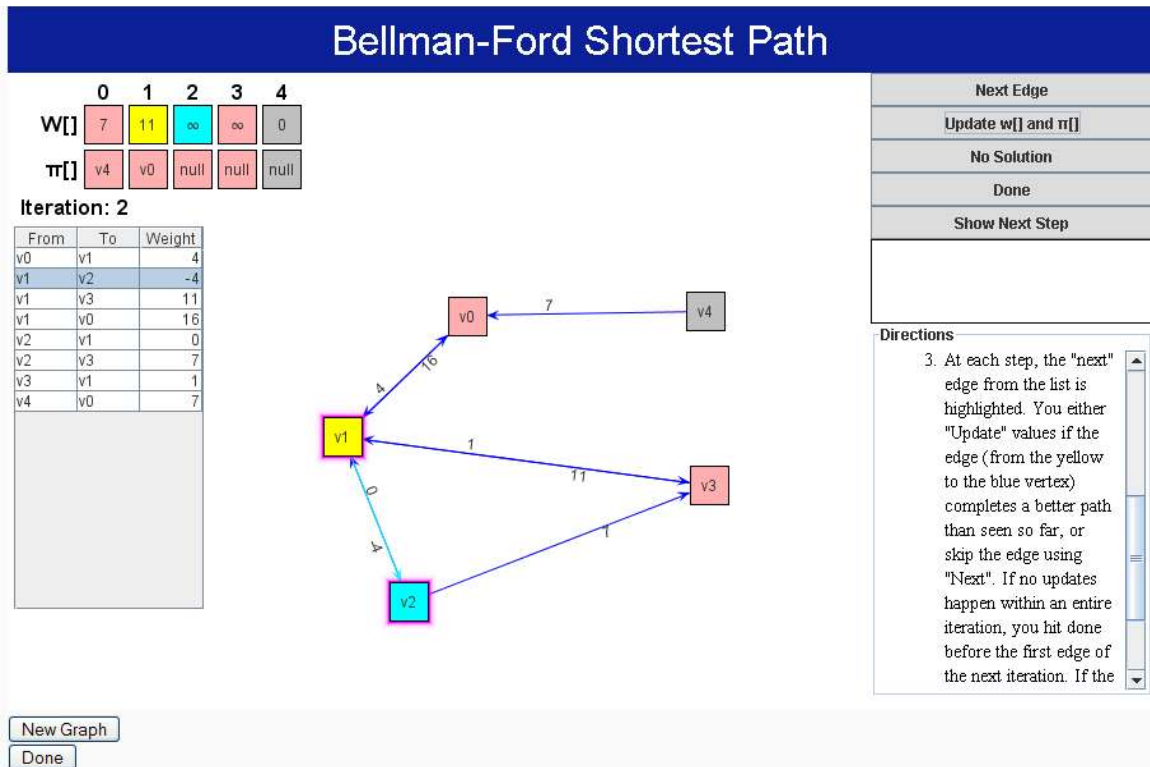 Bellman-Ford Shortest Path
0 1 2 3 4
W[] 7 11 ∞ ∞ 0
π[] v4 v0 null null null
Iteration: 2
From To Weight
v0 v1 4
v1 v2 -4
v1 v3 11
v1 v0 16
v2 v1 0
v2 v3 7
v3 v1 1
v4 v0 7
v0
7
v4
4
16
v1
1
11
v3
0
-4
7
v2
Next Edge
Update w[] and π[]
No Solution
Done
Show Next Step
Directions
3. At each step, the "next"
edge from the list is
highlighted. You either
"Update" values if the
edge (from the yellow
to the blue vertex)
completes a better path
than seen so far, or
skip the edge using
"Next". If no updates
happen within an entire
iteration, you hit done
before the first edge of
the next iteration. If the
New Graph
Done